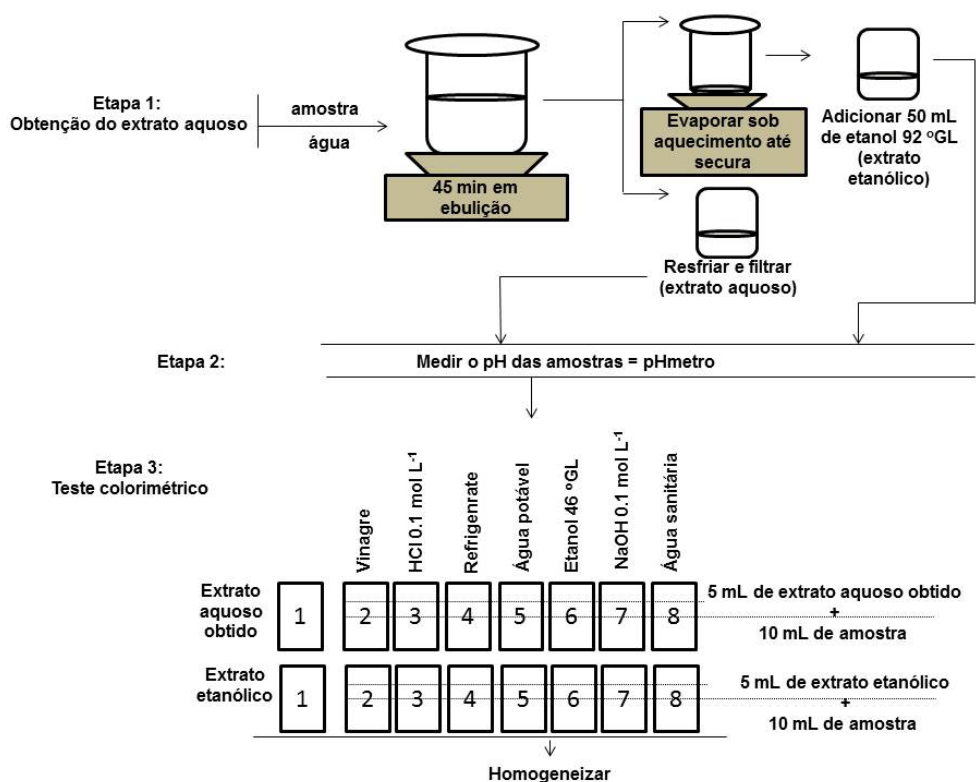 Etapa 1:
Obtenção do extrato aquoso
amostra
água
45 min em
ebulição
Evaporar sob
aquecimento até
secura
Adicionar 50 mL
de etanol 92 ºGL
(extrato
etanólico)
Resfriar e filtrar
(extrato aquoso)
Etapa 2:
Medir o pH das amostras = pHmetro
Etapa 3:
Teste colorimétrico
Vinagre
HCl 0.1 mol L⁻¹
Refrigenrate
Água potável
Etanol 46 ºGL
NaOH 0.1 mol L⁻¹
Água sanitária
Extrato
aquoso
obtido
1 2 3 4 5 6 7 8
5 mL de extrato aquoso obtido
+
10 mL de amostra
Extrato
etanólico
1 2 3 4 5 6 7 8
5 mL de extrato etanólico
+
10 mL de amostra
Homogeneizar